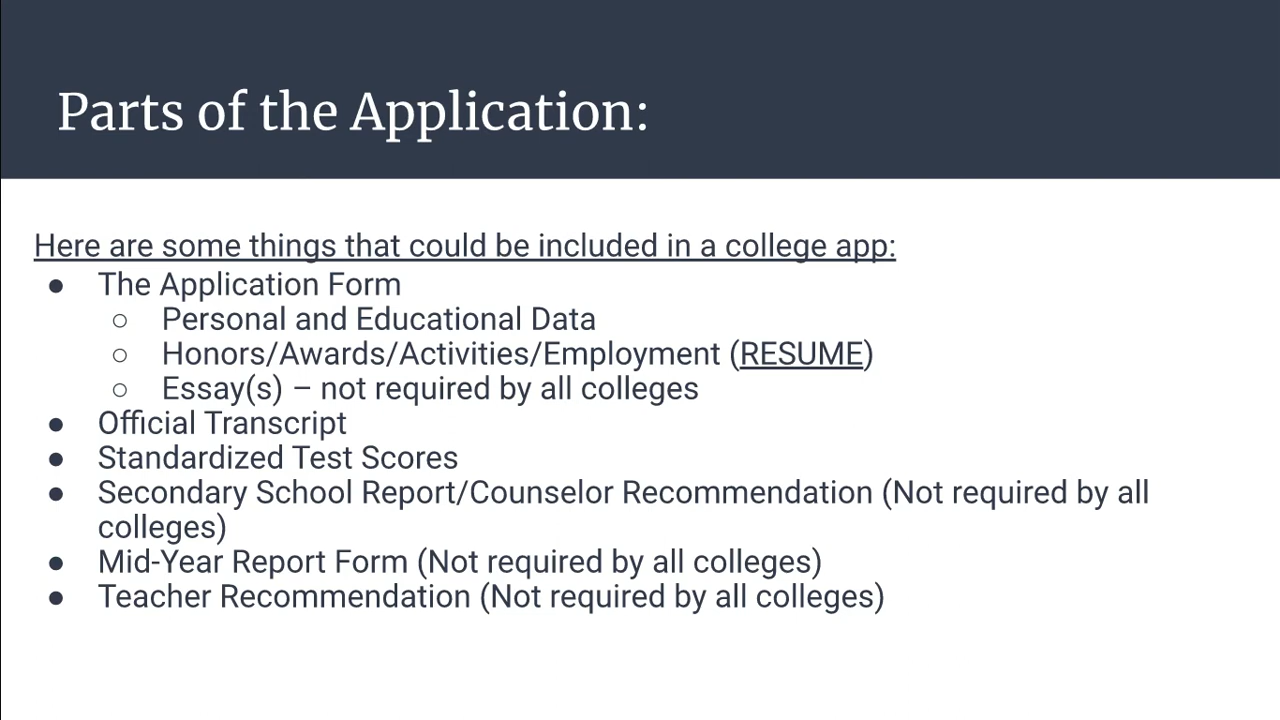 Parts of the Application:
Here are some things that could be included in a college app:
● The Application Form
○ Personal and Educational Data
○ Honors/Awards/Activities/Employment (RESUME)
○ Essay(s) – not required by all colleges
● Official Transcript
● Standardized Test Scores
● Secondary School Report/Counselor Recommendation (Not required by all
colleges)
● Mid-Year Report Form (Not required by all colleges)
● Teacher Recommendation (Not required by all colleges)